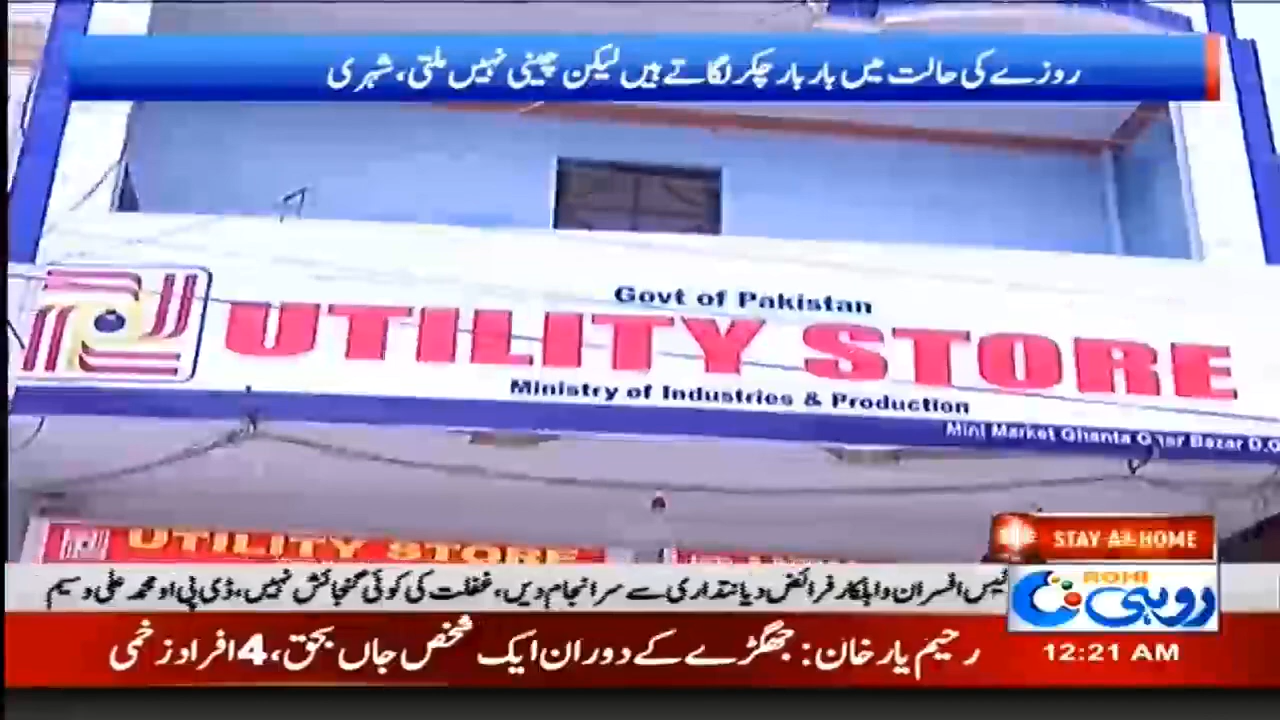 روزے کی حالت میں بار بار چکر لگاتے ہیں لیکن چینی نہیں ملتی، شہری
Govt of Pakistan
UTILITY STORE
Ministry of Industries & Production
Mini Market Ghanta Bazar
UTILITY STORE
STAY AT HOME
افسران و اہلکار فرائض دیانتداری سے سرانجام دیں، غفلت کی کوئی گنجائش نہیں، ڈی پی او محمد علی وسیم
ROHI
روہی
رحیم یار خان: جھگڑے کے دوران ایک شخص جاں بحق، 4 افراد زخمی
12:21 AM